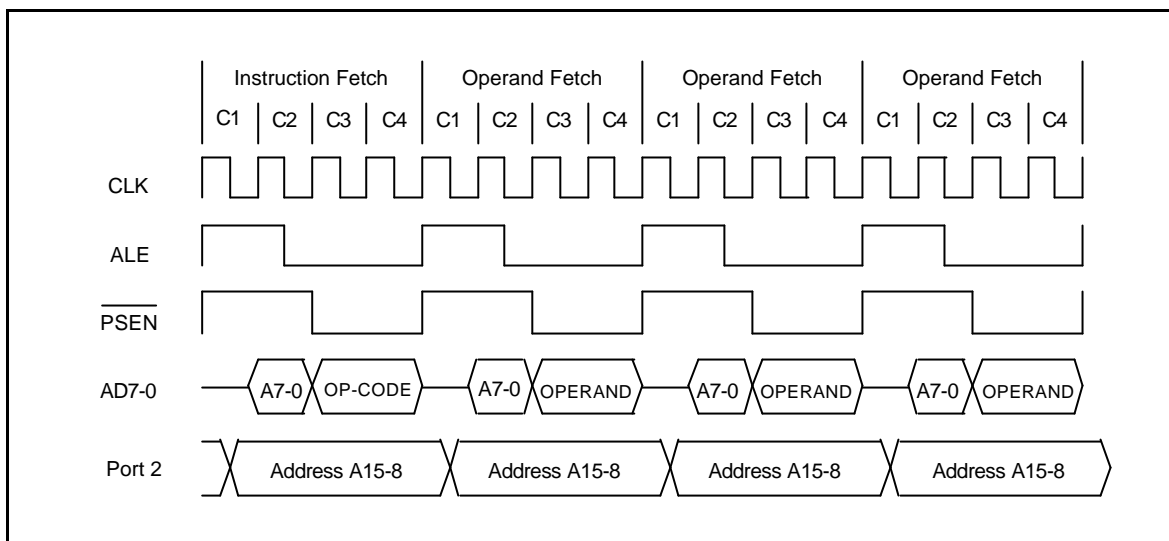 Instruction Fetch Operand Fetch Operand Fetch Operand Fetch
C1 C2 C3 C4 C1 C2 C3 C4 C1 C2 C3 C4 C1 C2 C3 C4
CLK
ALE
PSEN
AD7-0 A7-0 OP-CODE A7-0 OPERAND A7-0 OPERAND A7-0 OPERAND
Port 2 Address A15-8 Address A15-8 Address A15-8 Address A15-8